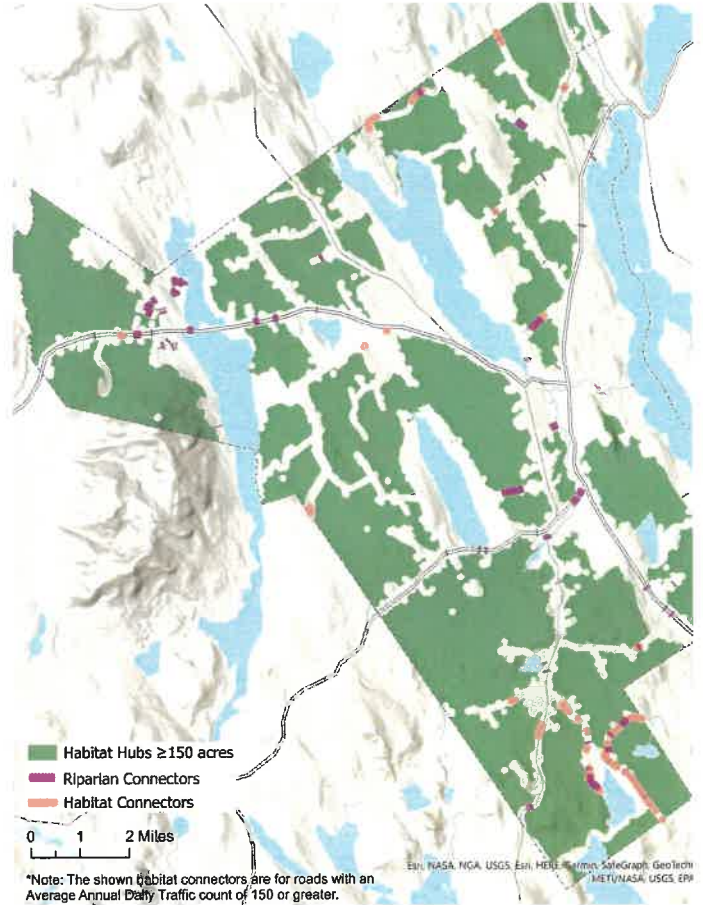 Habitat Hubs ≥150 acres
Riparian Connectors
Habitat Connectors
0 1 2 Miles
Esri, NASA, NGA, USGS, Esri, HERE, Garmin, SafeGraph, GeoTechn
METI/NASA, USGS, EPA
*Note: The shown habitat connectors are for roads with an
Average Annual Daily Traffic count of 150 or greater.